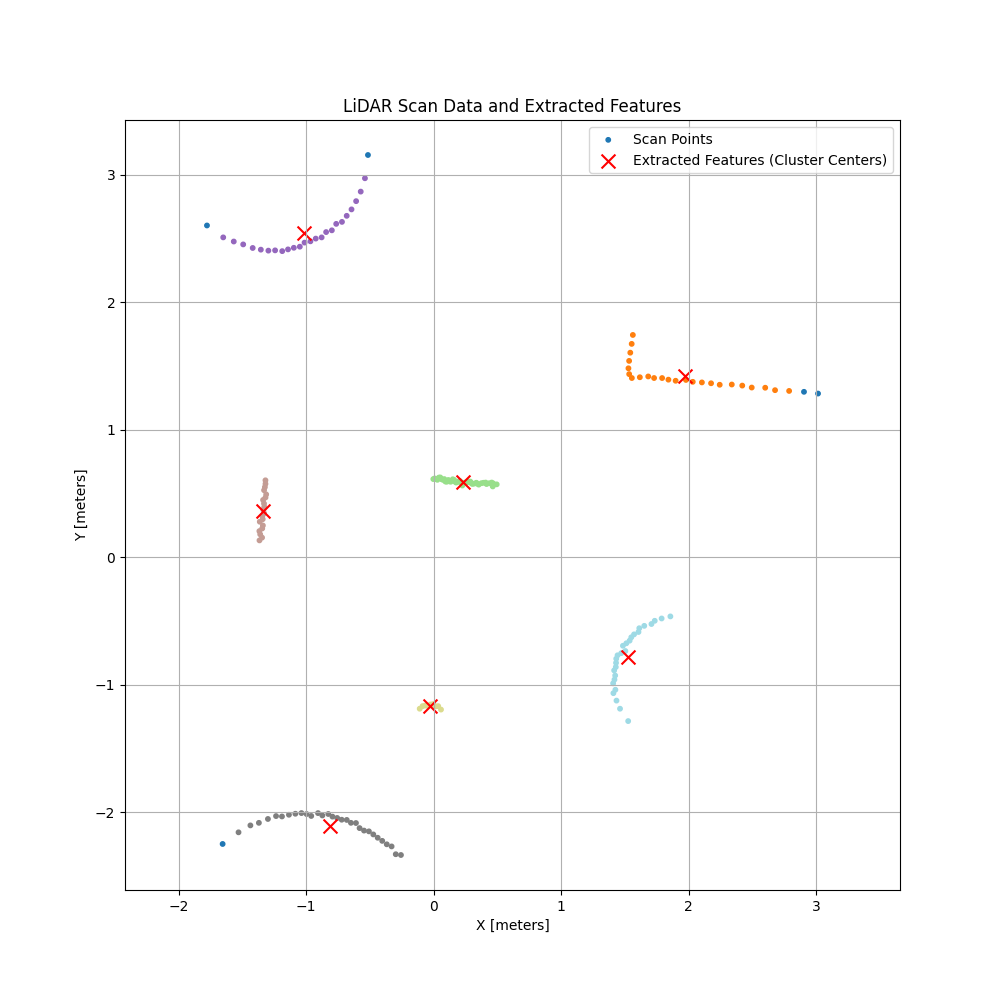 LiDAR Scan Data and Extracted Features
Scan Points
Extracted Features (Cluster Centers)
3
2
1
0
−1
−2
Y [meters]
−2 −1 0 1 2 3
X [meters]